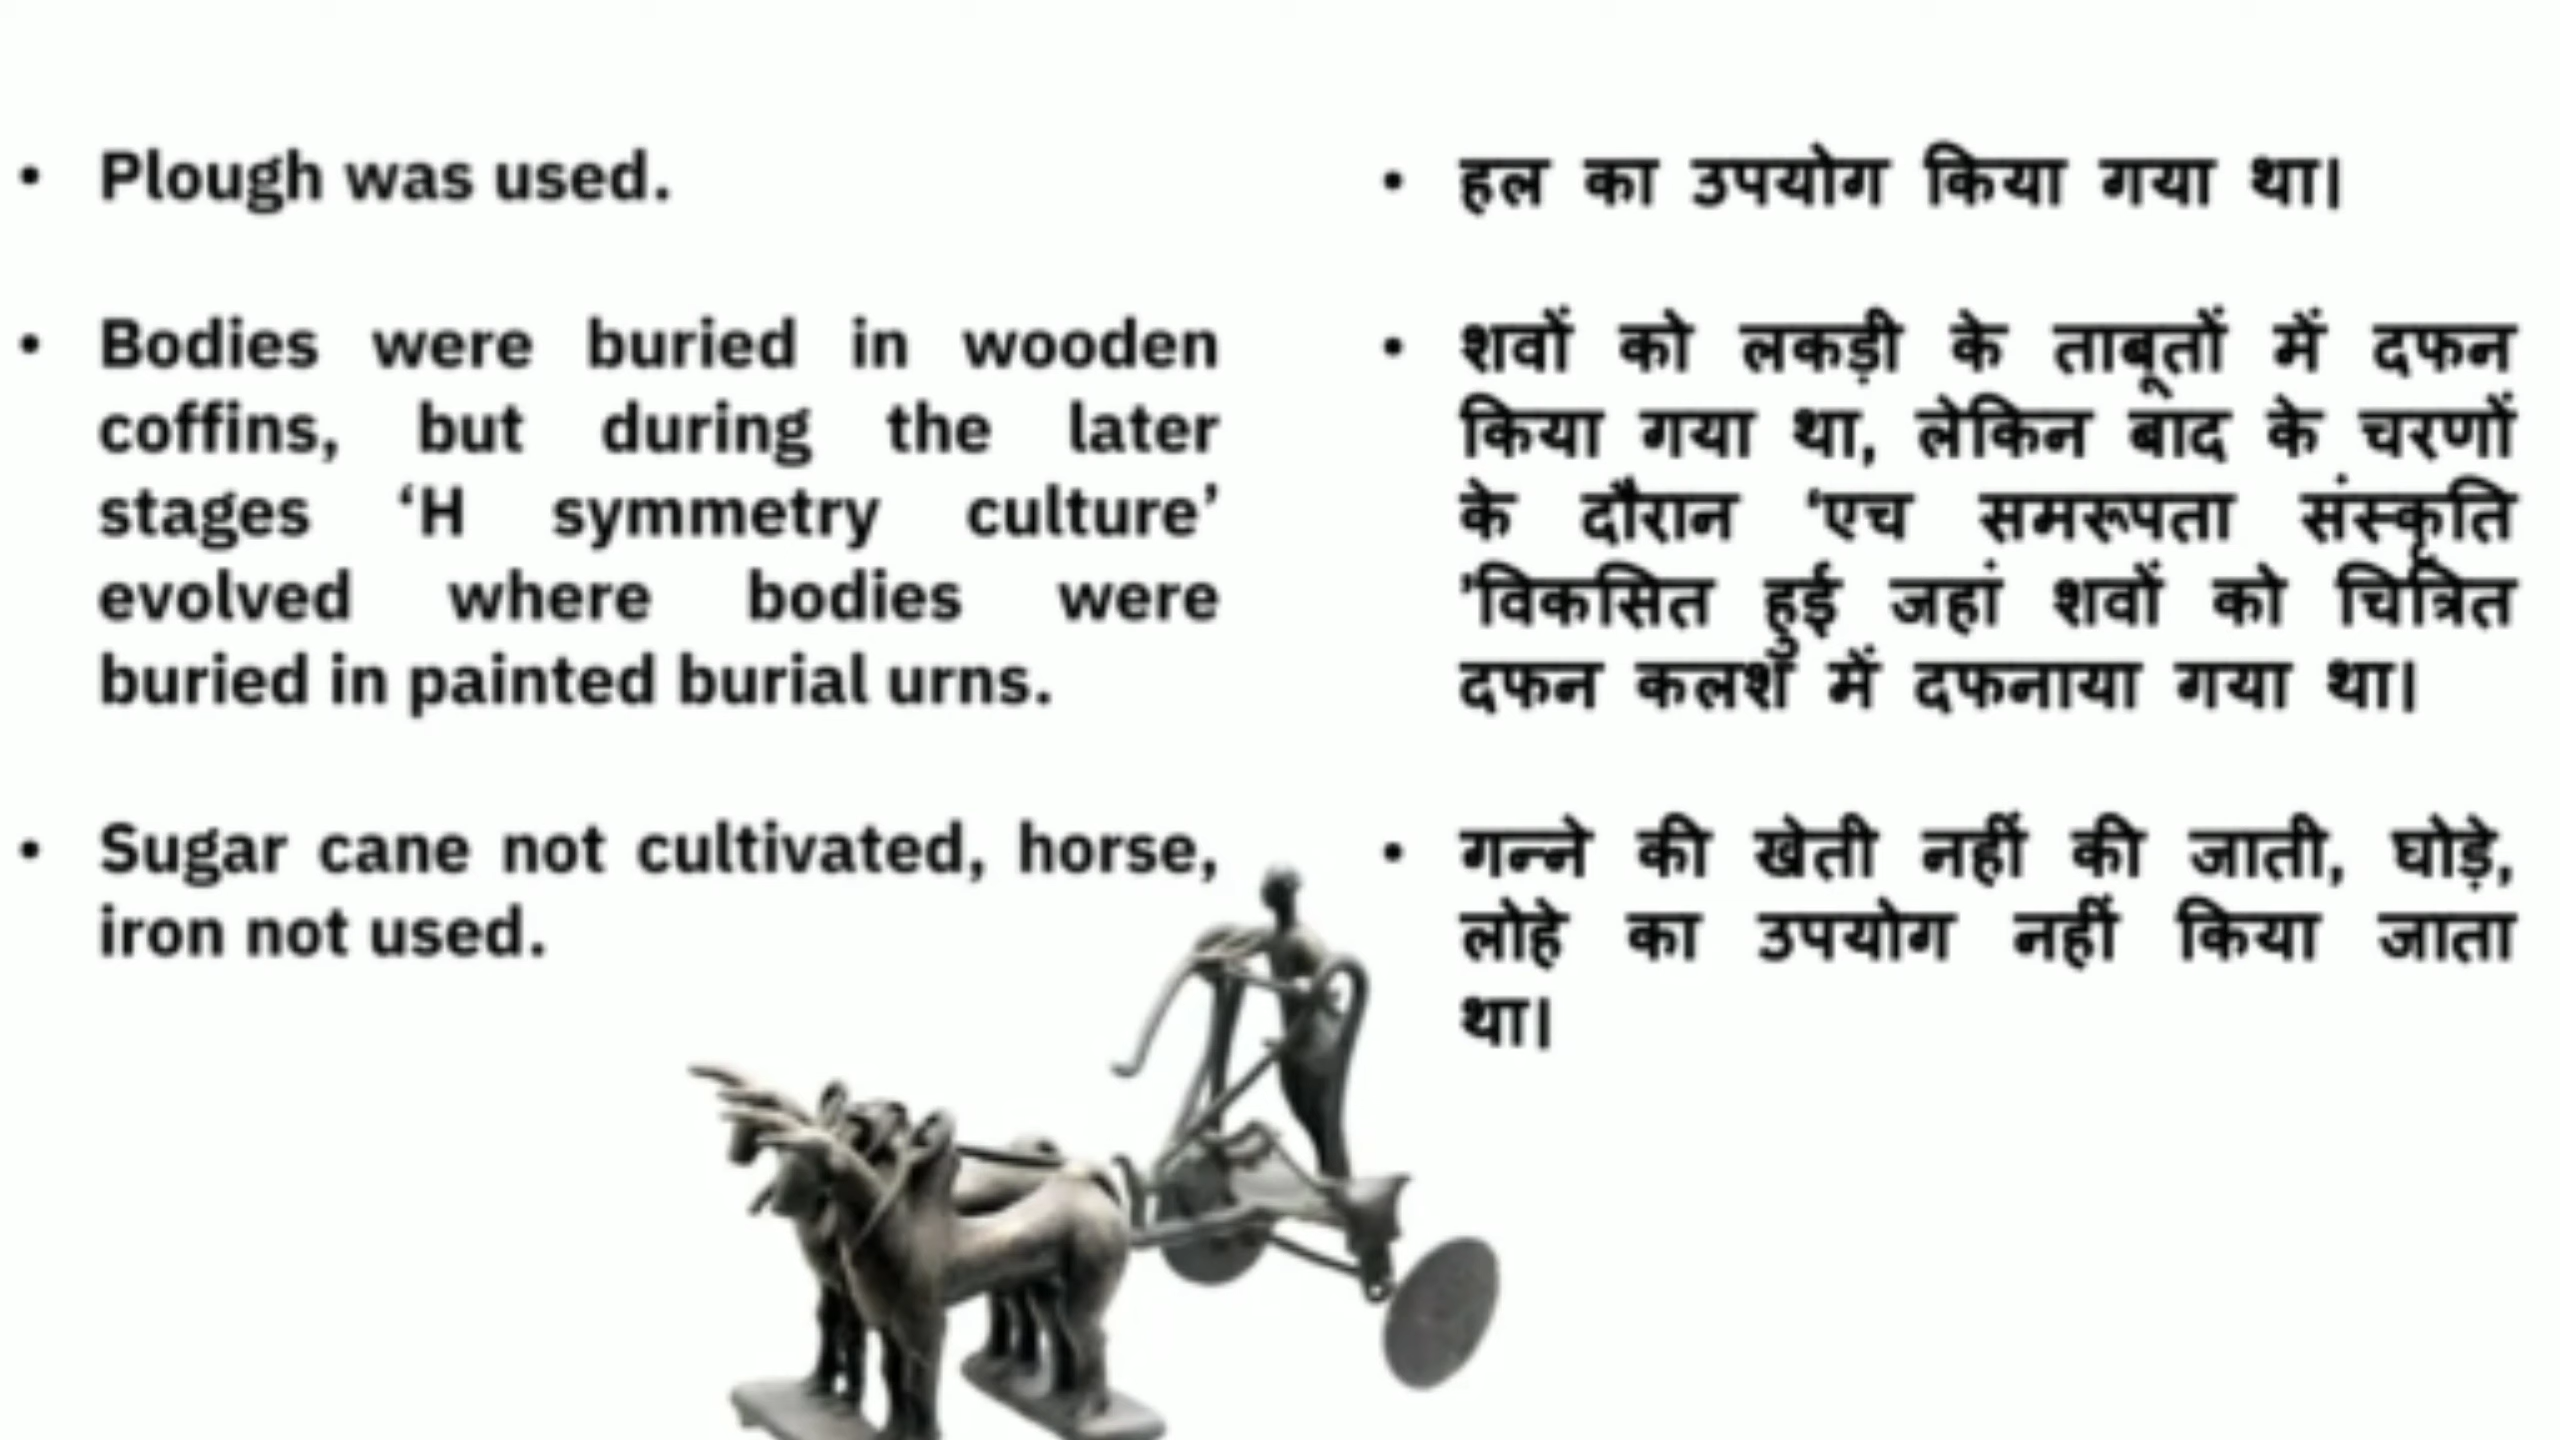 • Plough was used.
• Bodies were buried in wooden
coffins, but during the later
stages ‘H symmetry culture’
evolved where bodies were
buried in painted burial urns.
• Sugar cane not cultivated, horse,
iron not used.
• हल का उपयोग किया गया था।
• शवों को लकड़ी के ताबूतों में दफन
किया गया था, लेकिन बाद के चरणों
के दौरान ‘एच समरूपता संस्कृति
’विकसित हुई जहां शवों को चित्रित
दफन कलशों में दफनाया गया था।
• गन्ने की खेती नहीं की जाती, घोड़े,
लोहे का उपयोग नहीं किया जाता
था।